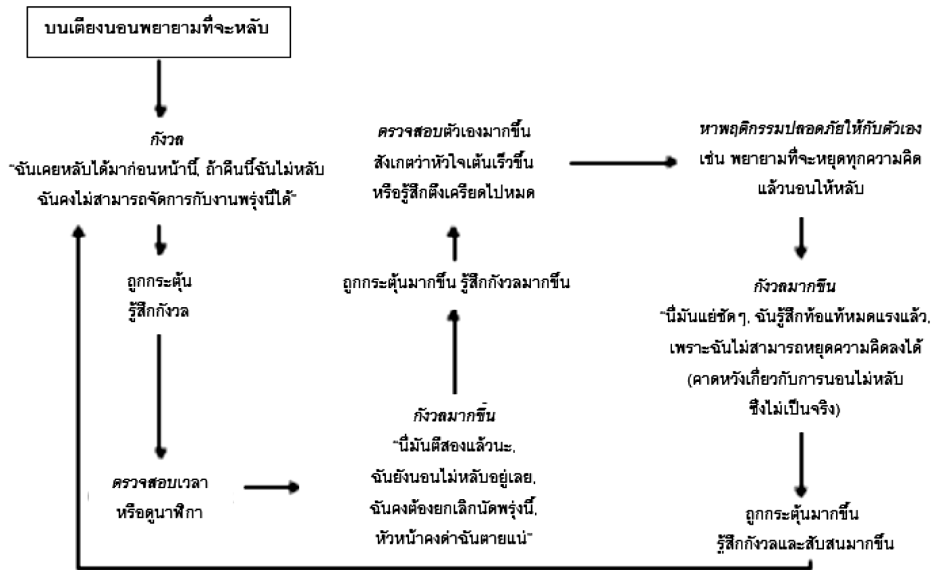 บนเตียงนอนพยายามที่จะหลับ
กังวล
“ฉันเคยหลับได้มาก่อนหน้านี้, ถ้าคืนนี้ฉันไม่หลับ
ฉันคงไม่สามารถจัดการกับงานพรุ่งนี้ได้”
ถูกกระตุ้น
รู้สึกกังวล
ตรวจสอบเวลา
หรือดูนาฬิกา
กังวลมากขึ้น
“นี่มันตีสองแล้วนะ,
ฉันยังนอนไม่หลับอยู่เลย,
ฉันคงต้องยกเลิกนัดพรุ่งนี้,
หัวหน้าคงด่าฉันตายแน่”
ถูกกระตุ้นมากขึ้น รู้สึกกังวลมากขึ้น
ตรวจสอบตัวเองมากขึ้น
สังเกตว่าหัวใจเต้นเร็วขึ้น
หรือรู้สึกตึงเครียดไปหมด
หาพฤติกรรมปลอดภัยให้กับตัวเอง
เช่น พยายามที่จะหยุดทุกความคิด
แล้วนอนให้หลับ
กังวลมากขึ้น
“นี่มันแย่ชัดๆ, ฉันรู้สึกท้อแท้หมดแรงแล้ว,
เพราะฉันไม่สามารถหยุดความคิดลงได้
(คาดหวังเกี่ยวกับการนอนไม่หลับ
ซึ่งไม่เป็นจริง)
ถูกกระตุ้นมากขึ้น
รู้สึกกังวลและสับสนมากขึ้น